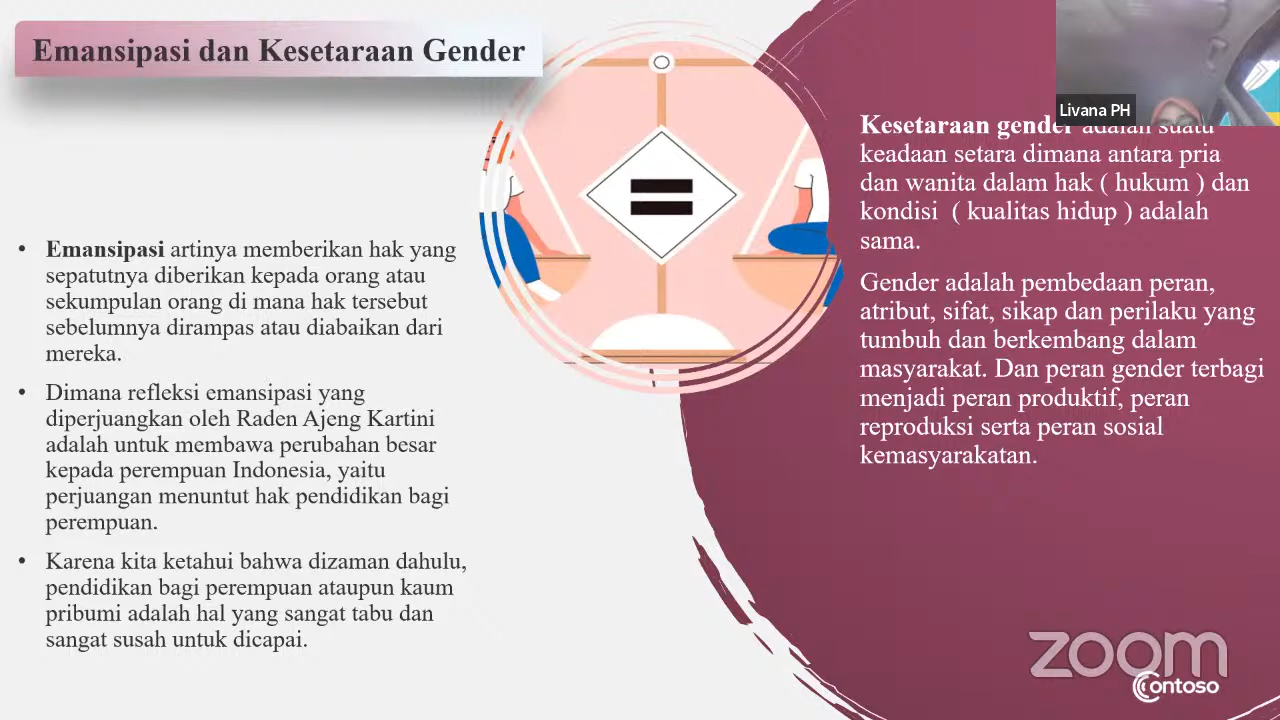 Emansipasi dan Kesetaraan Gender
• Emansipasi artinya memberikan hak yang
sepatutnya diberikan kepada orang atau
sekumpulan orang di mana hak tersebut
sebelumnya dirampas atau diabaikan dari
mereka.
• Dimana refleksi emansipasi yang
diperjuangkan oleh Raden Ajeng Kartini
adalah untuk membawa perubahan besar
kepada perempuan Indonesia, yaitu
perjuangan menuntut hak pendidikan bagi
perempuan.
• Karena kita ketahui bahwa dizaman dahulu,
pendidikan bagi perempuan ataupun kaum
pribumi adalah hal yang sangat tabu dan
sangat susah untuk dicapai.
Livana PH
Kesetaraan gender adalah suatu
keadaan setara dimana antara pria
dan wanita dalam hak ( hukum ) dan
kondisi ( kualitas hidup ) adalah
sama.
Gender adalah pembedaan peran,
atribut, sifat, sikap dan perilaku yang
tumbuh dan berkembang dalam
masyarakat. Dan peran gender terbagi
menjadi peran produktif, peran
reproduksi serta peran sosial
kemasyarakatan.
zoom
Contoso